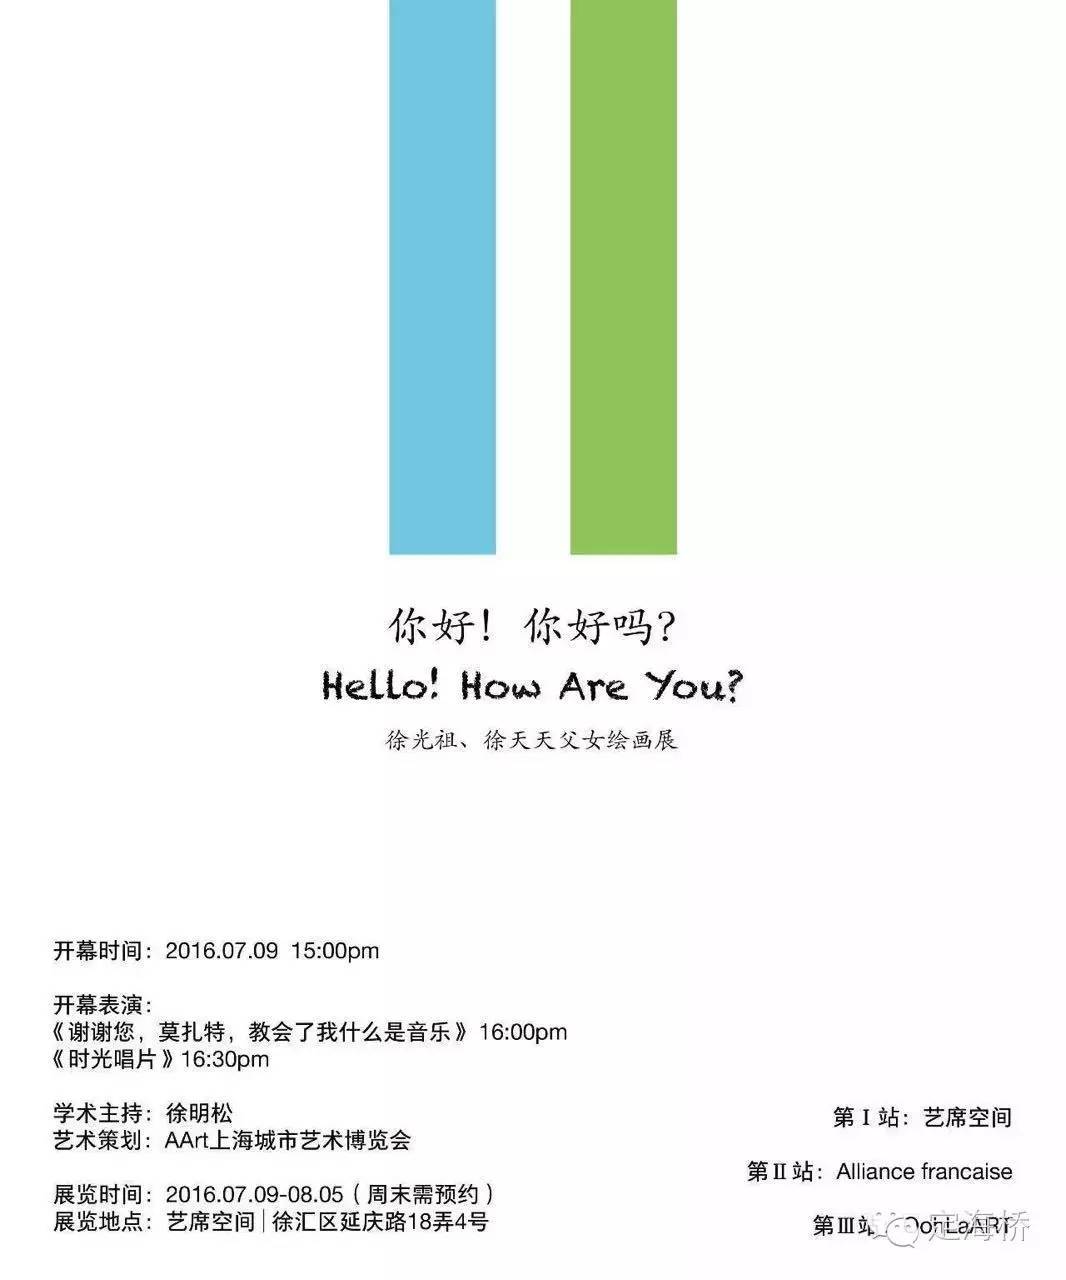 你好！你好吗？
Hello! How Are You?
徐光祖、徐天天父女绘画展
开幕时间：2016.07.09 15:00pm
开幕表演：
《谢谢您，莫扎特，教会了我什么是音乐》16:00pm
《时光唱片》16:30pm
学术主持：徐明松
艺术策划：AArt上海城市艺术博览会
展览时间：2016.07.09-08.05（周末需预约）
展览地点：艺席空间｜徐汇区延庆路18弄4号
第Ⅰ站：艺席空间
第Ⅱ站：Alliance francaise
第Ⅲ站：OohLaART
定海桥